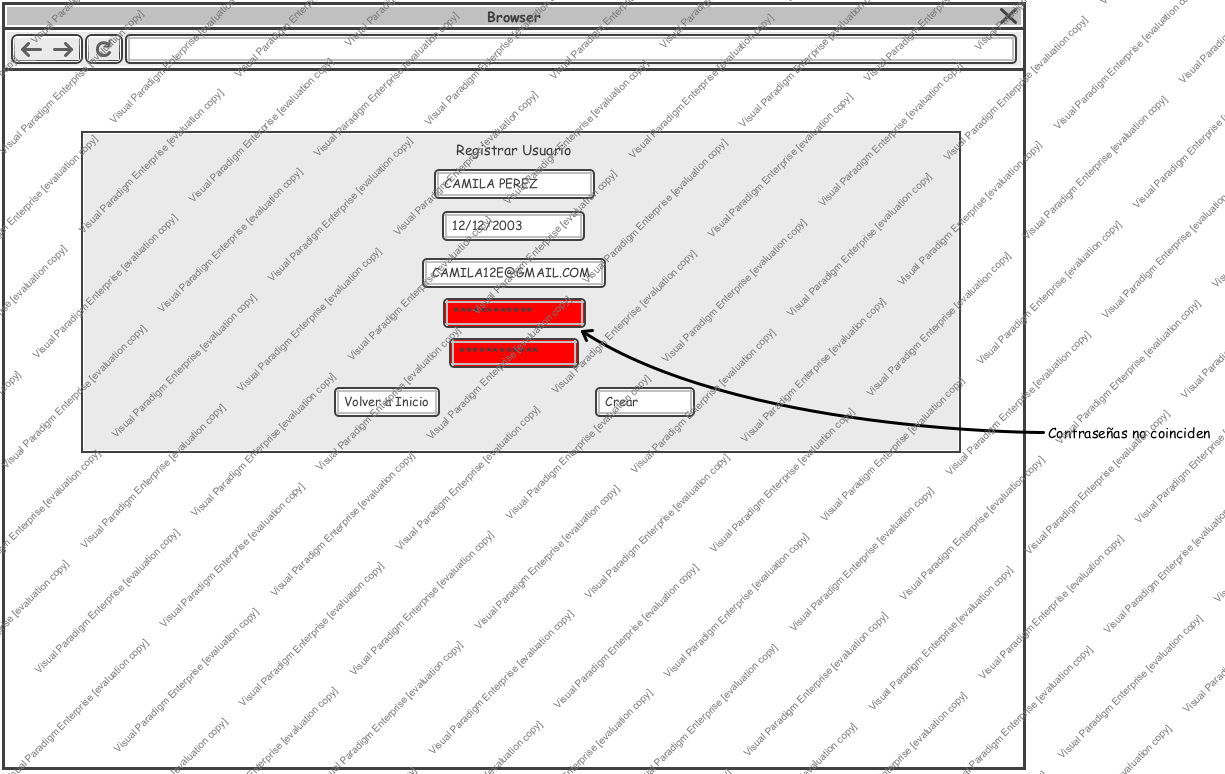 Browser
Registrar Usuario
CAMILA PEREZ
12/12/2003
CAMILA12E@GMAIL.COM
************
************
Volver a Inicio
Crear
Contraseñas no coinciden
Visual Paradigm Enterprise [evaluation copy]